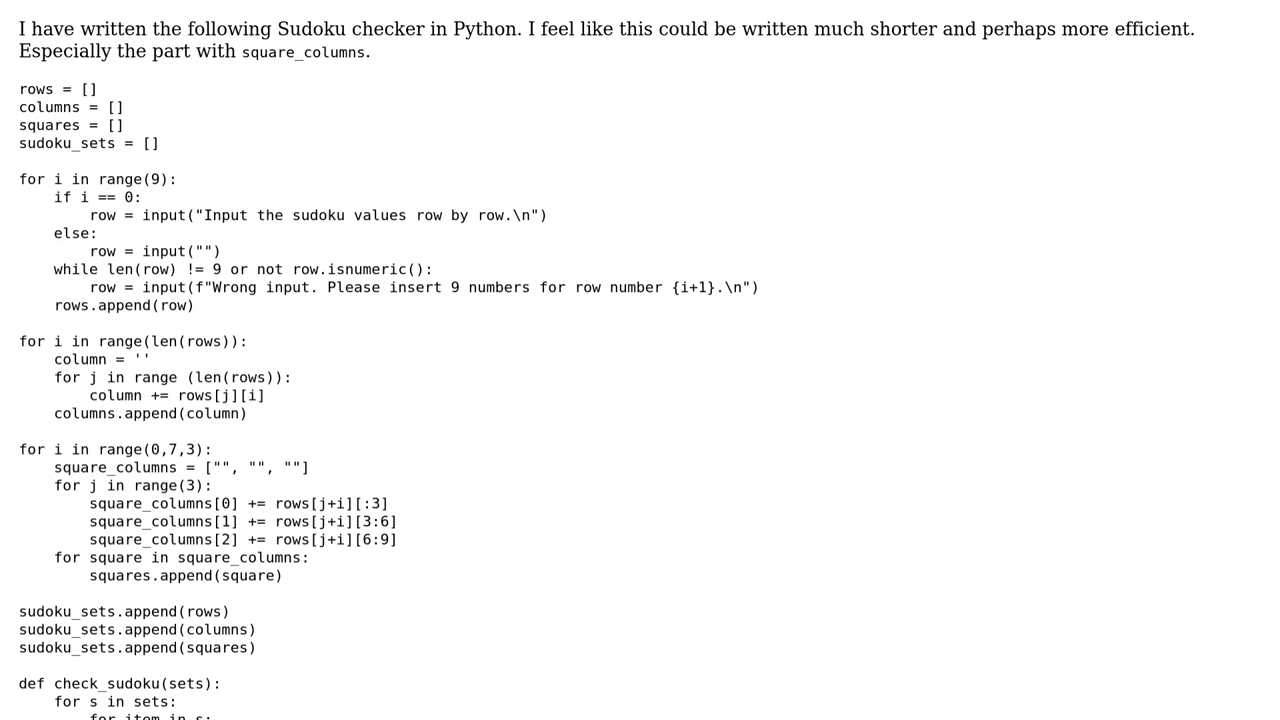 I have written the following Sudoku checker in Python. I feel like this could be written much shorter and perhaps more efficient.
Especially the part with square_columns.
rows = []
columns = []
squares = []
sudoku_sets = []

for i in range(9):
    if i == 0:
        row = input("Input the sudoku values row by row.\n")
    else:
        row = input("")
    while len(row) != 9 or not row.isnumeric():
        row = input(f"Wrong input. Please insert 9 numbers for row number {i+1}.\n")
    rows.append(row)

for i in range(len(rows)):
    column = ''
    for j in range (len(rows)):
        column += rows[j][i]
    columns.append(column)

for i in range(0,7,3):
    square_columns = ["", "", ""]
    for j in range(3):
        square_columns[0] += rows[j+i][:3]
        square_columns[1] += rows[j+i][3:6]
        square_columns[2] += rows[j+i][6:9]
    for square in square_columns:
        squares.append(square)

sudoku_sets.append(rows)
sudoku_sets.append(columns)
sudoku_sets.append(squares)

def check_sudoku(sets):
    for s in sets:
        for item in s: